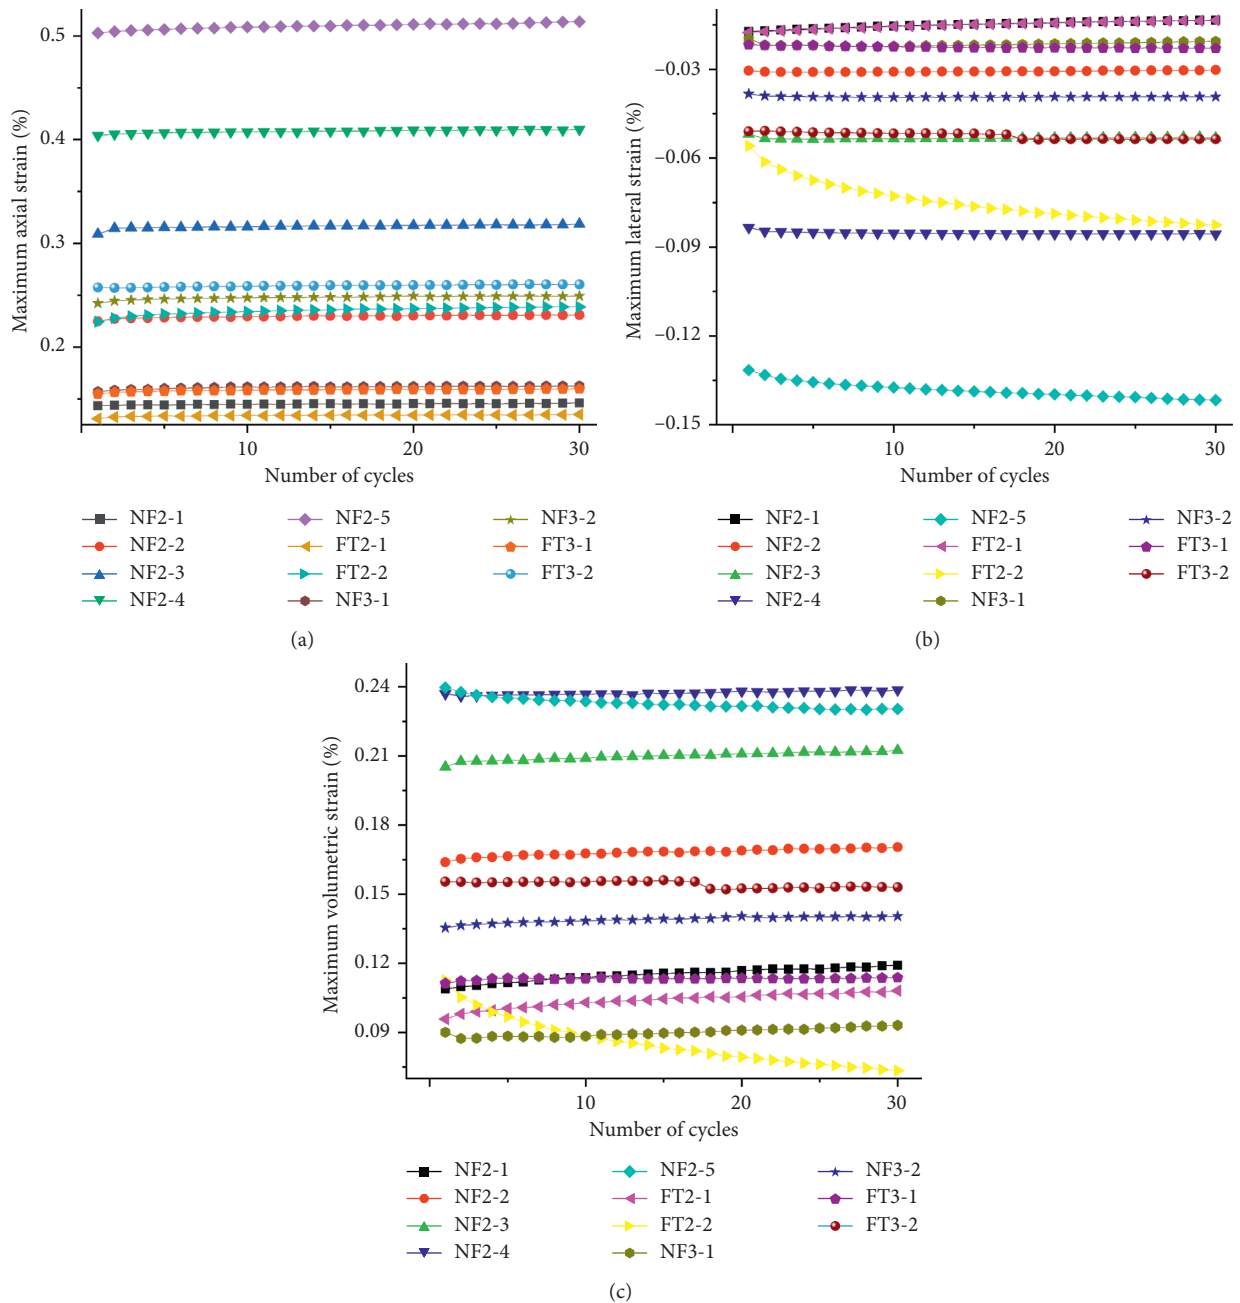 0.5
0.4
0.3
0.2
Maximum axial strain (%)
10
20
30
Number of cycles
NF2-1
NF2-2
NF2-3
NF2-4
NF2-5
FT2-1
FT2-2
NF3-1
NF3-2
FT3-1
FT3-2
(a)
−0.03
−0.06
−0.09
−0.12
−0.15
Maximum lateral strain (%)
10
20
30
Number of cycles
NF2-1
NF2-2
NF2-3
NF2-4
NF2-5
FT2-1
FT2-2
NF3-1
NF3-2
FT3-1
FT3-2
(b)
0.24
0.21
0.18
0.15
0.12
0.09
Maximum volumetric strain (%)
10
20
30
Number of cycles
NF2-1
NF2-2
NF2-3
NF2-4
NF2-5
FT2-1
FT2-2
NF3-1
NF3-2
FT3-1
FT3-2
(c)